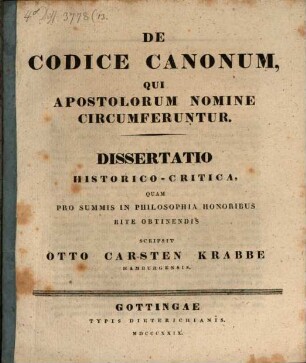 DE
CODICE CANONUM,
QUI
APOSTOLORUM NOMINE
CIRCUMFERUNTUR.
DISSERTATIO
HISTORICO-CRITICA,
QUAM
PRO SUMMIS IN PHILOSOPHIA HONORIBUS
RITE OBTINENDIS
SCRIPSIT
OTTO CARSTEN KRABBE
HAMBURGENSIS.
GOTTINGAE
TYPIS DIETERICHIANIS.
MDCCCXXIX.